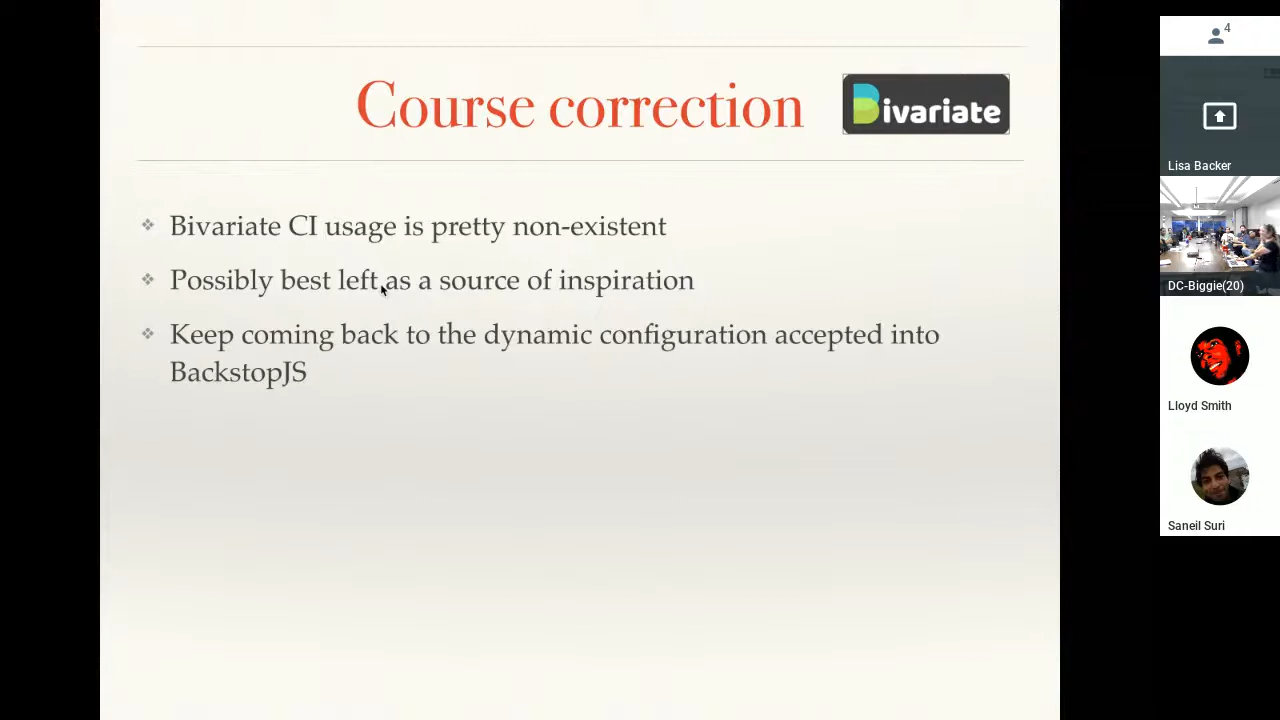 Course correction
Bivariate
Bivariate CI usage is pretty non-existent
Possibly best left as a source of inspiration
Keep coming back to the dynamic configuration accepted into
BackstopJS
4
Lisa Backer
DC-Biggie(20)
Lloyd Smith
Saneil Suri